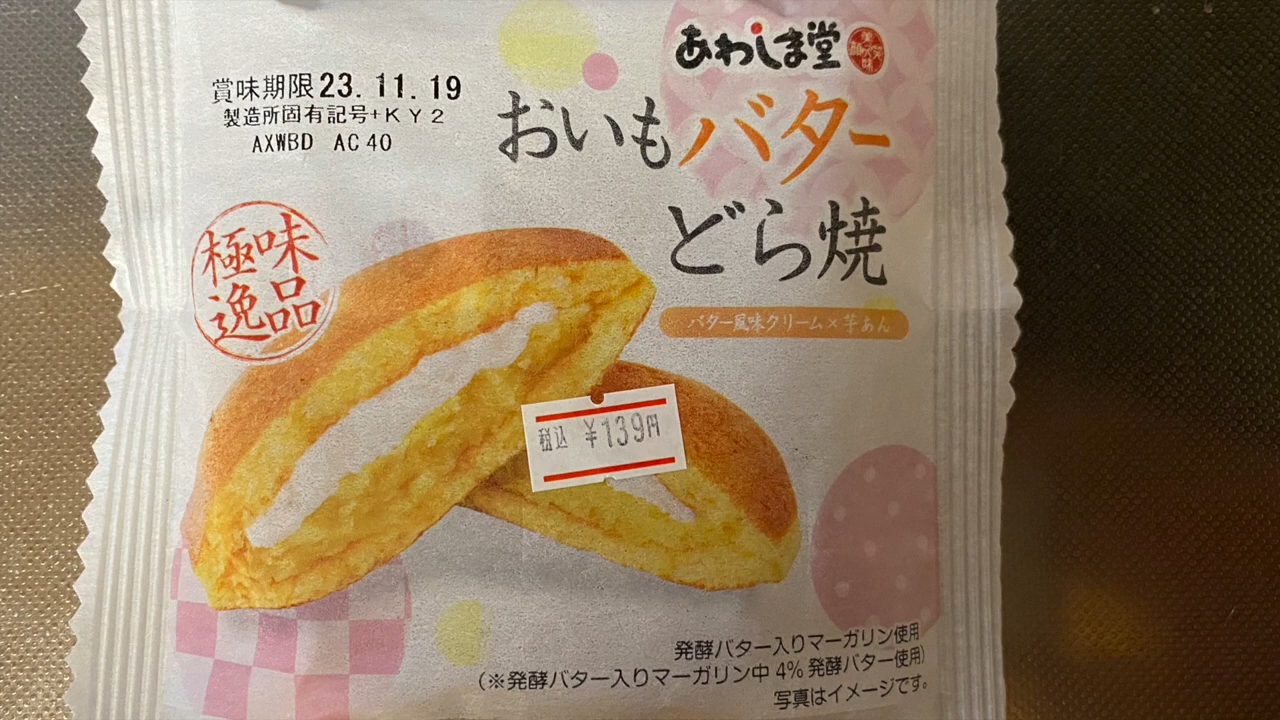 あわしま堂
賞味期限23.11.19
製造所固有記号+KY2
AXWBD AC40
おいもバター
どら焼
バター風味クリーム×芋あん
極味
逸品
税込 ¥139円
発酵バター入りマーガリン使用
(※発酵バター入りマーガリン中4%発酵バター使用)
写真はイメージです。